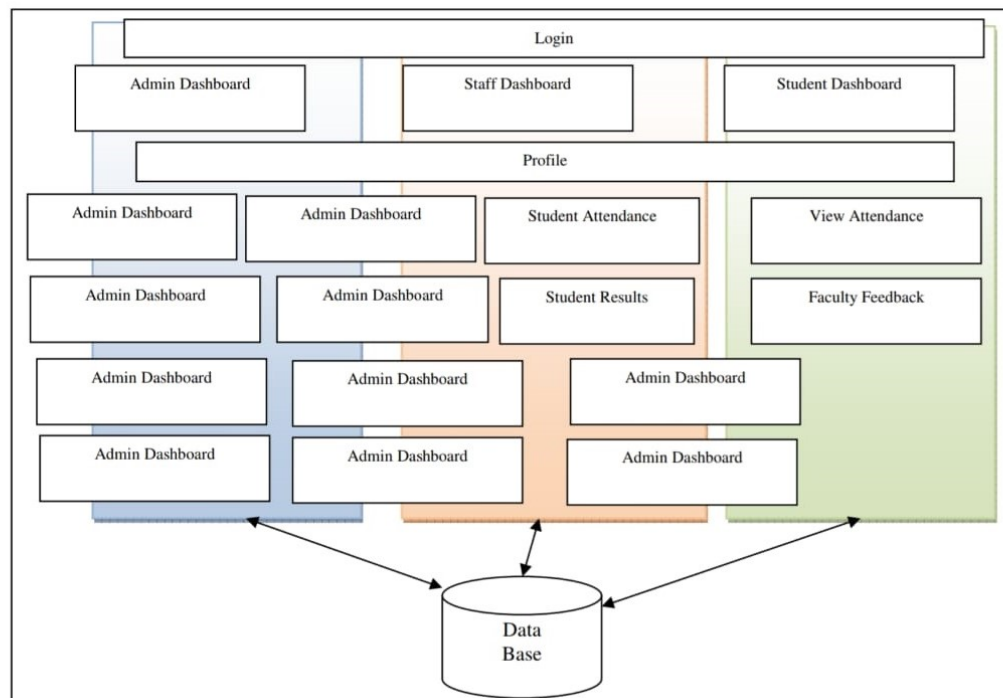 Login
Admin Dashboard
Staff Dashboard
Student Dashboard
Profile
Admin Dashboard
Admin Dashboard
Student Attendance
View Attendance
Admin Dashboard
Admin Dashboard
Student Results
Faculty Feedback
Admin Dashboard
Admin Dashboard
Admin Dashboard
Admin Dashboard
Admin Dashboard
Admin Dashboard
Data
Base